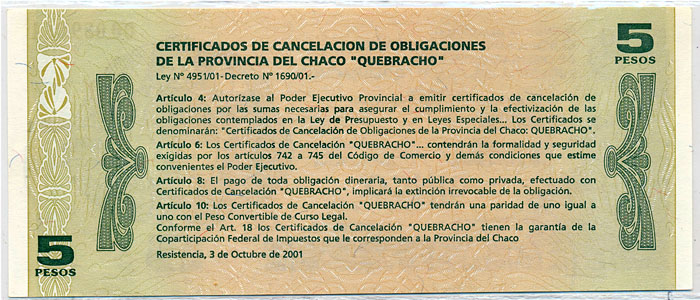 CERTIFICADOS DE CANCELACION DE OBLIGACIONES
DE LA PROVINCIA DEL CHACO "QUEBRACHO"
Ley Nº 4951/01-Decreto Nº 1690/01.-
5
PESOS
Artículo 4: Autorízase al Poder Ejecutivo Provincial a emitir certificados de cancelación de
obligaciones por las sumas necesarias para asegurar el cumplimiento y la efectivización de las
obligaciones contemplados en la Ley de Presupuesto y en Leyes Especiales... Los Certificados se
denominarán: "Certificados de Cancelación de Obligaciones de la Provincia del Chaco: QUEBRACHO".
Artículo 6: Los Certificados de Cancelación "QUEBRACHO"... contendrán la formalidad y seguridad
exigidas por los artículos 742 a 745 del Código de Comercio y demás condiciones que estime
convenientes el Poder Ejecutivo.
Artículo 8: El pago de toda obligación dineraria, tanto pública como privada, efectuado con
Certificados de Cancelación "QUEBRACHO", implicará la extinción irrevocable de la obligación.
Artículo 10: Los Certificados de Cancelación "QUEBRACHO" tendrán una paridad de uno igual a
uno con el Peso Convertible de Curso Legal.
Conforme el Art. 18 los Certificados de Cancelación "QUEBRACHO" tienen la garantía de la
Coparticipación Federal de Impuestos que le corresponden a la Provincia del Chaco
Resistencia, 3 de Octubre de 2001
5
PESOS